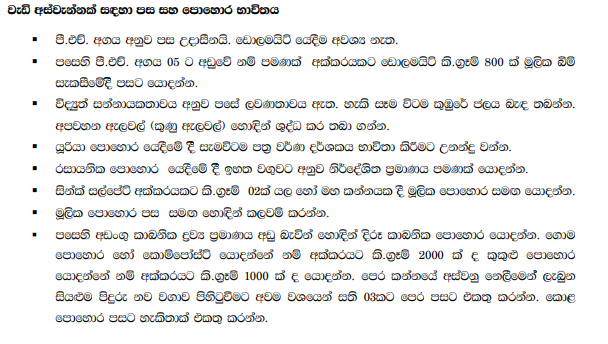 වැඩි අස්වැන්නක් සඳහා පස සහ පොහොර භාවිතය
▪ පී.එච්. අගය අනුව පස උදාසීනයි. ඩොලමයිට් යෙදීම අවශ්‍ය නැත.
▪ පසෙහි පී.එච්. අගය 05 ට අඩුවේ නම් පමණක් අක්කරයකට ඩොලමයිට් කි.ග්‍රෑම් 800 ක් මූලික බිම්
සැකසීමේදී පසට යොදන්න.
▪ විද්‍යුත් සන්නායකතාවය අනුව පසේ ලවණතාවය ඇත. හැකි සෑම විටම කුඹුරේ ජලය බැඳ තබන්න.
අපවහන ඇලවල් (කුණු ඇලවල්) හොඳින් ශුද්ධ කර තබා ගන්න.
▪ යූරියා පොහොර යෙදීමේ දී සැමවිටම පත්‍ර වර්ණ දර්ශකය භාවිතා කිරීමට උනන්දු වන්න.
▪ රසායනික පොහොර යෙදීමේ දී ඉහත වගුවට අනුව නිර්දේශිත ප්‍රමාණය පමණක් යොදන්න.
▪ සින්ක් සල්පේට් අක්කරයකට කි.ග්‍රෑම් 02ක් යල හෝ මහ කන්නයක දී මූලික පොහොර සමඟ යොදන්න.
▪ මූලික පොහොර පස සමඟ හොඳින් කලවම් කරන්න.
▪ පසෙහි අඩංගු කාබනික ද්‍රව්‍ය ප්‍රමාණය අඩු බැවින් හොඳින් දිරූ කාබනික පොහොර යොදන්න. ගොම
පොහොර හෝ කොම්පෝස්ට් යොදන්නේ නම් අක්කරයට කි.ග්‍රෑම් 2000 ක් ද කුකුළු පොහොර
යොදන්නේ නම් අක්කරයට කි.ග්‍රෑම් 1000 ක් ද යොදන්න. පෙර කන්නයේ අස්වනු නෙලීමෙන් ලැබුන
සියළුම පිදුරු නව වගාව පිහිටුවීමට අවම වශයෙන් සති 03කට පෙර පසට එකතු කරන්න. කොළ
පොහොර පසට හැකිතාක් එකතු කරන්න.